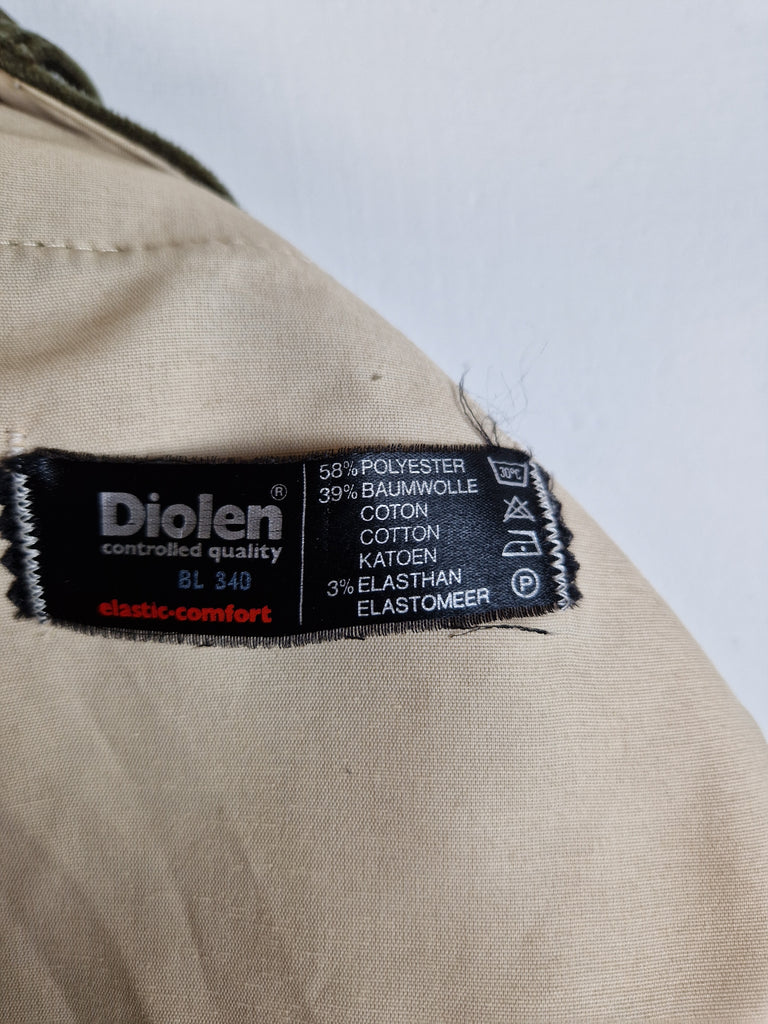 Diolen®
controlled quality
BL 340
elastic·comfort
58% POLYESTER
39% BAUMWOLLE
COTON
COTTON
KATOEN
3% ELASTHAN
ELASTOMEER
30°C
P